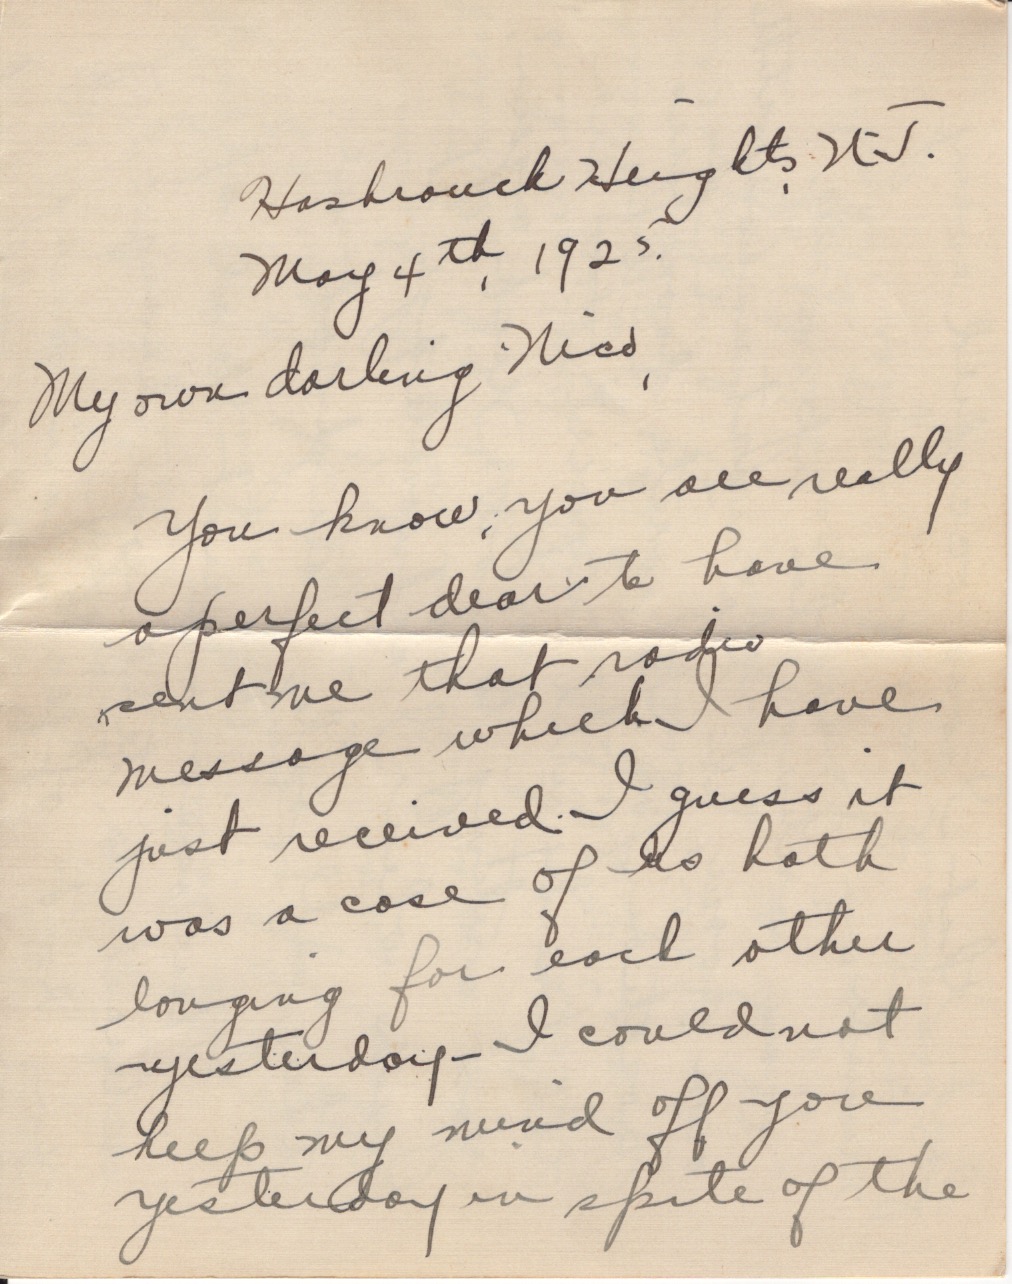 Hasbrouck Heights, N.J.
May 4th, 1925.
My own darling Nico,
You know, you are really
a perfect dear to have
sent me that radio
message which I have
just received. I guess it
was a case of us both
longing for each other
yesterday - I could not
keep my mind off you
yesterday in spite of the